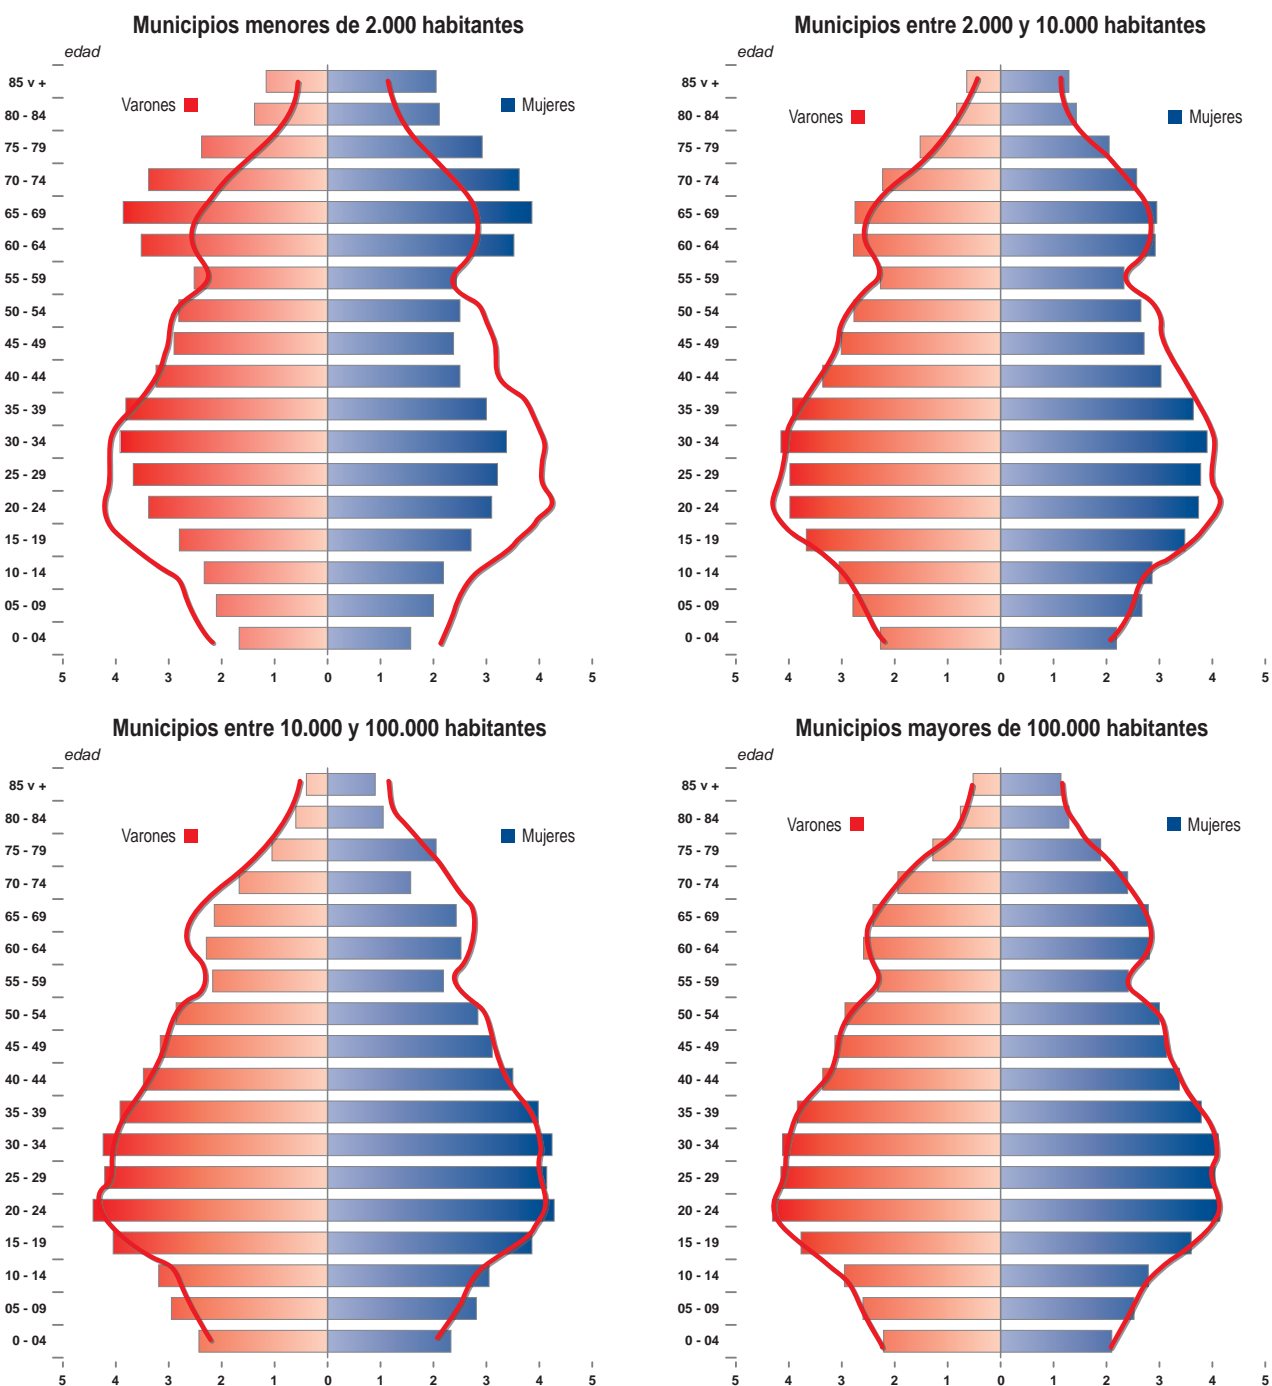 Municipios menores de 2.000 habitantes
edad
85 v +
Varones
Mujeres
80 - 84
75 - 79
70 - 74
65 - 69
60 - 64
55 - 59
50 - 54
45 - 49
40 - 44
35 - 39
30 - 34
25 - 29
20 - 24
15 - 19
10 - 14
05 - 09
0 - 04
5 4 3 2 1 0 1 2 3 4 5
Municipios entre 2.000 y 10.000 habitantes
edad
85 v +
80 - 84
Varones
Mujeres
75 - 79
70 - 74
65 - 69
60 - 64
55 - 59
50 - 54
45 - 49
40 - 44
35 - 39
30 - 34
25 - 29
20 - 24
15 - 19
10 - 14
05 - 09
0 - 04
5 4 3 2 1 0 1 2 3 4 5
Municipios entre 10.000 y 100.000 habitantes
edad
85 v +
80 - 84
Varones
Mujeres
75 - 79
70 - 74
65 - 69
60 - 64
55 - 59
50 - 54
45 - 49
40 - 44
35 - 39
30 - 34
25 - 29
20 - 24
15 - 19
10 - 14
05 - 09
0 - 04
5 4 3 2 1 0 1 2 3 4 5
Municipios mayores de 100.000 habitantes
edad
85 v +
80 - 84
Varones
Mujeres
75 - 79
70 - 74
65 - 69
60 - 64
55 - 59
50 - 54
45 - 49
40 - 44
35 - 39
30 - 34
25 - 29
20 - 24
15 - 19
10 - 14
05 - 09
0 - 04
5 4 3 2 1 0 1 2 3 4 5